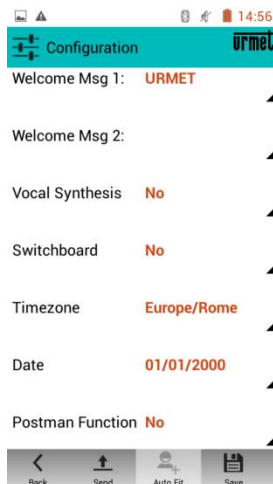 14:56
Configuration
urmet
Welcome Msg 1: URMET
Welcome Msg 2:
Vocal Synthesis No
Switchboard No
Timezone Europe/Rome
Date 01/01/2000
Postman Function No
Back Send Auto Fit Save